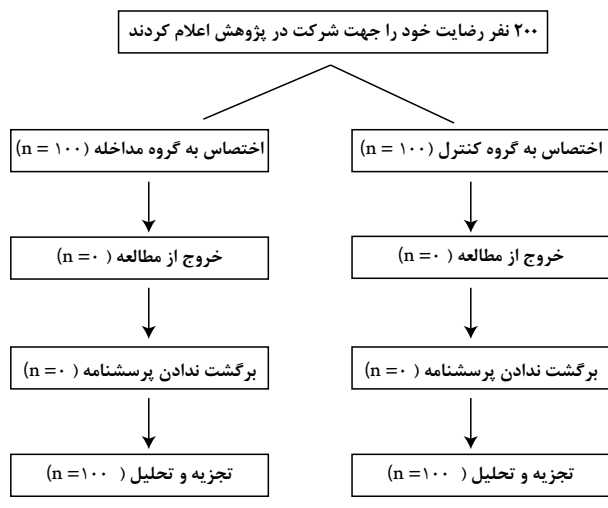 ۲۰۰ نفر رضایت خود را جهت شرکت در پژوهش اعلام کردند
اختصاص به گروه کنترل (n = ۱۰۰)
اختصاص به گروه مداخله (n = ۱۰۰)
خروج از مطالعه (n =۰)
خروج از مطالعه (n =۰)
برگشت ندادن پرسشنامه (n =۰)
برگشت ندادن پرسشنامه (n =۰)
تجزیه و تحلیل (n =۱۰۰)
تجزیه و تحلیل (n =۱۰۰)